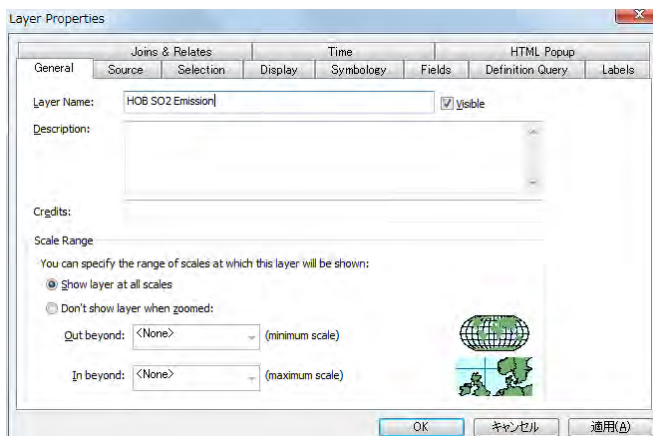 Layer Properties
Joins & Relates Time HTML Popup
General Source Selection Display Symbology Fields Definition Query Labels
Layer Name: HOB SO2 Emission Visible
Description:
Credits:
Scale Range
You can specify the range of scales at which this layer will be shown:
Show layer at all scales
Don't show layer when zoomed:
Out beyond: <None> (minimum scale)
In beyond: <None> (maximum scale)
OK キャンセル 適用(A)